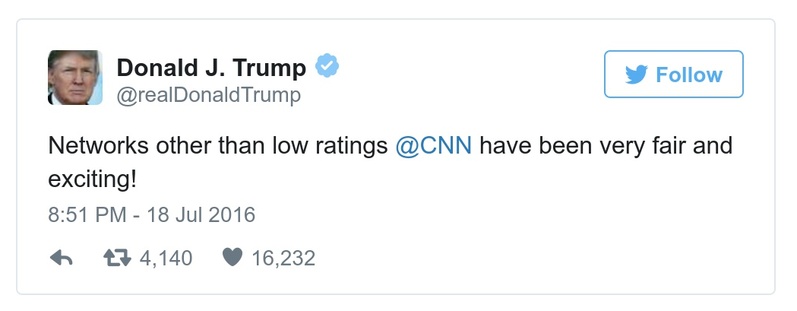 Donald J. Trump
@realDonaldTrump
Follow
Networks other than low ratings @CNN have been very fair and
exciting!
8:51 PM - 18 Jul 2016
4,140 16,232